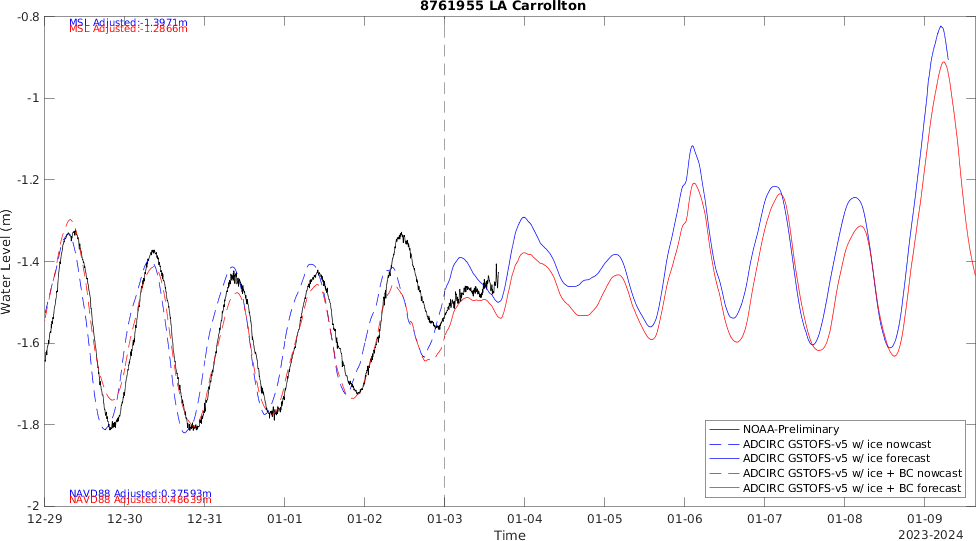 8761955 LA Carrollton
MSL Adjusted:-1.3971m
MSL Adjusted:-1.2866m
-0.8
-1
-1.2
-1.4
-1.6
-1.8
-2
Water Level (m)
NAVD88 Adjusted:0.37593m
NAVD88 Adjusted:0.48639m
NOAA-Preliminary
ADCIRC GSTOFS-v5 w/ ice nowcast
ADCIRC GSTOFS-v5 w/ ice forecast
ADCIRC GSTOFS-v5 w/ ice + BC nowcast
ADCIRC GSTOFS-v5 w/ ice + BC forecast
12-29 12-30 12-31 01-01 01-02 01-03 01-04 01-05 01-06 01-07 01-08 01-09
Time
2023-2024